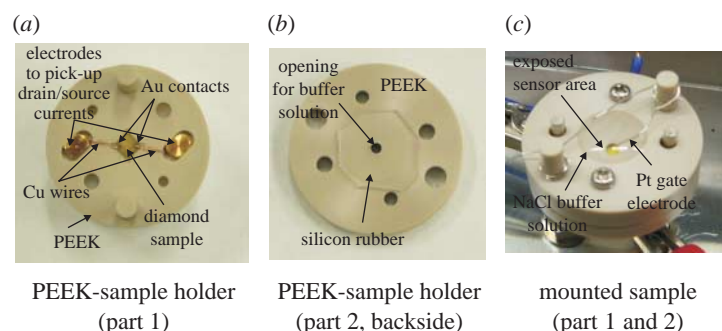 (a)
electrodes
to pick-up
drain/source
currents
Au contacts
Cu wires
PEEK
diamond
sample
PEEK-sample holder
(part 1)
(b)
opening
for buffer
solution
PEEK
silicon rubber
PEEK-sample holder
(part 2, backside)
(c)
exposed
sensor area
NaCl buffer
solution
Pt gate
electrode
mounted sample
(part 1 and 2)